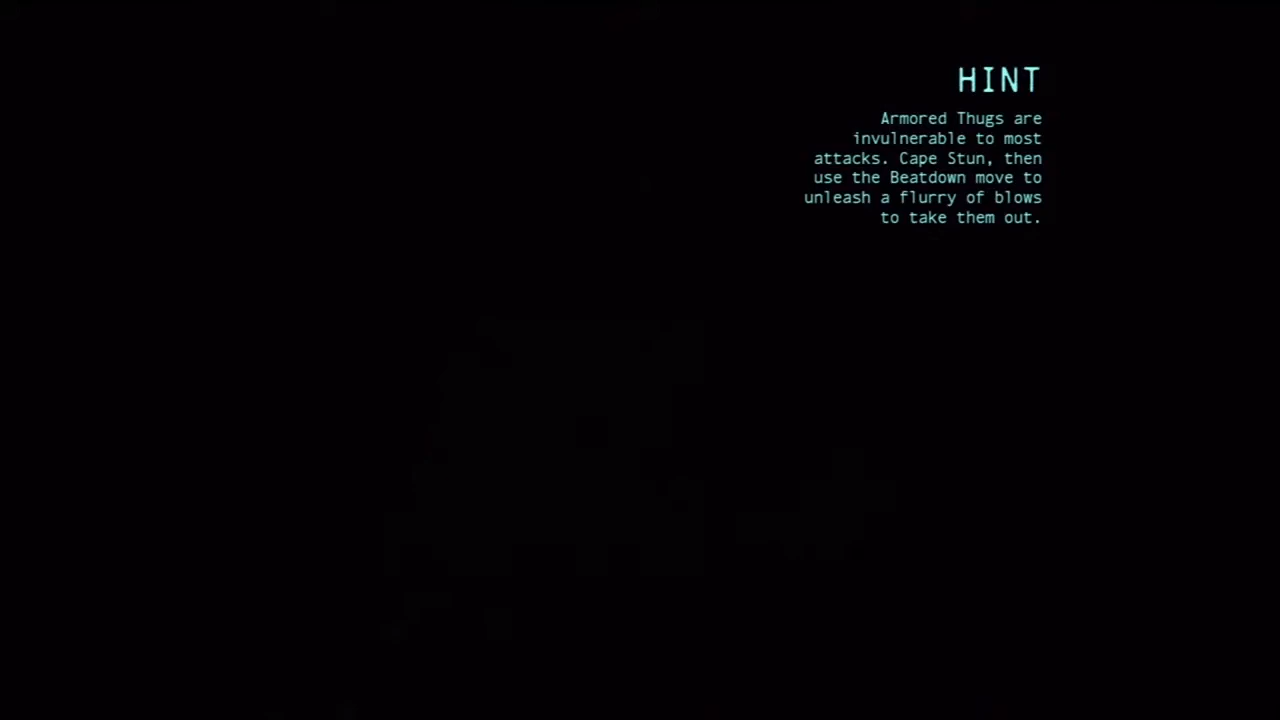 HINT
Armored Thugs are
invulnerable to most
attacks. Cape Stun, then
use the Beatdown move to
unleash a flurry of blows
to take them out.